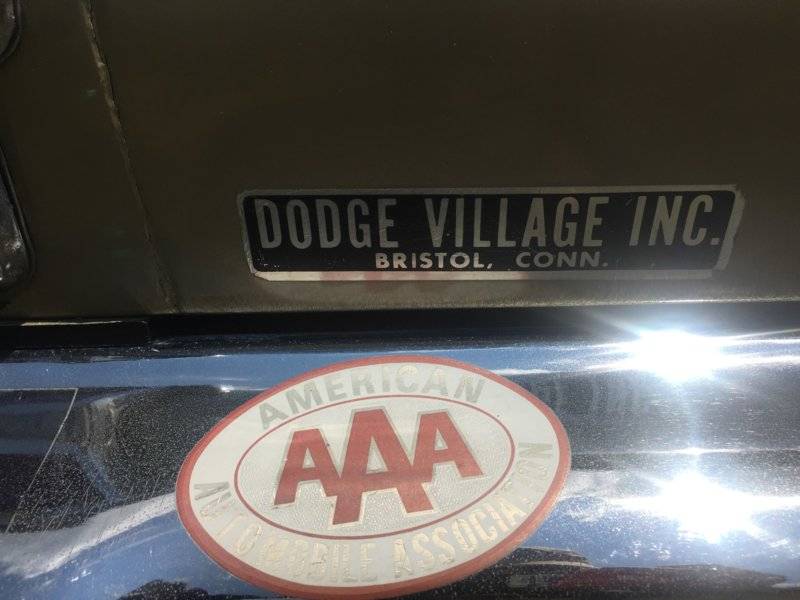 DODGE VILLAGE INC.
BRISTOL, CONN.
AMERICAN
AAA
AUTOMOBILE ASSOCIATION